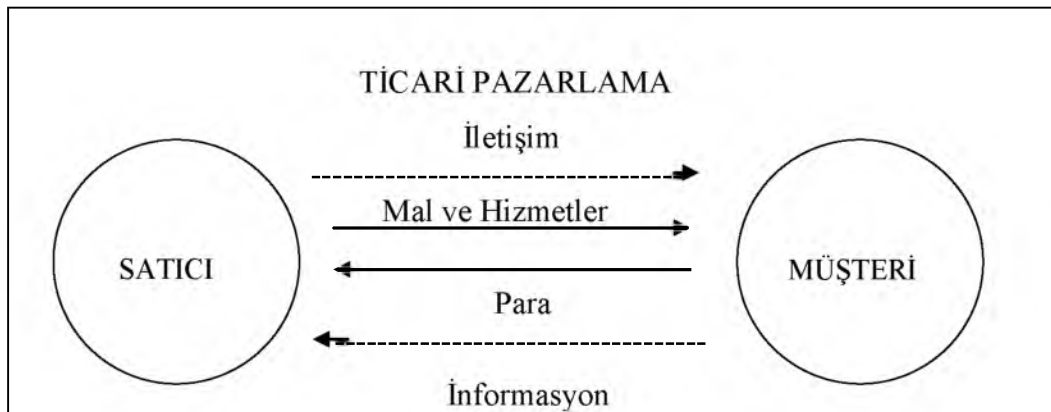 TİCARİ PAZARLAMA
İletişim
Mal ve Hizmetler
SATICI
MÜŞTERİ
Para
İnformasyon